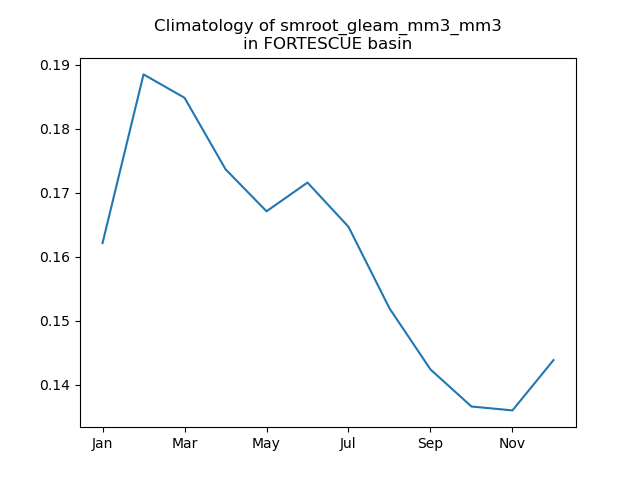 Climatology of smroot_gleam_mm3_mm3
in FORTESCUE basin
0.19
0.18
0.17
0.16
0.15
0.14
Jan Mar May Jul Sep Nov